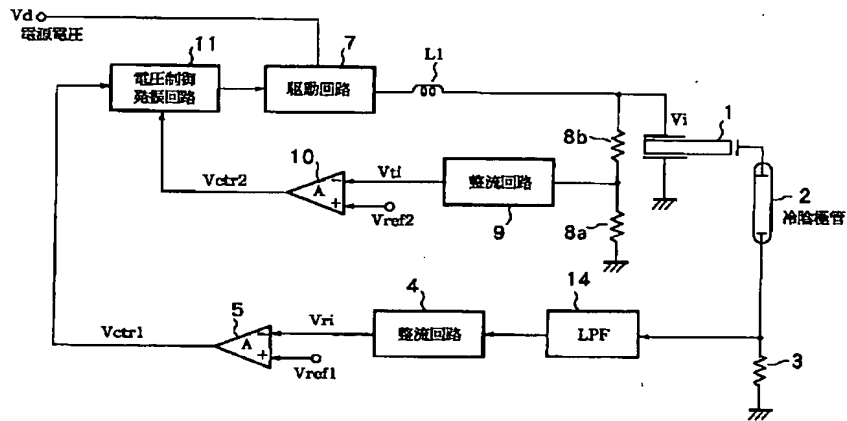 Vd
電源電圧
11
電圧制御
発振回路
7
駆動回路
L1
8b
Vi
1
10
Vctr2
A
−
+
Vti
Vref2
整流回路
9
8a
2
冷陰極管
5
Vctr1
A
−
+
Vri
Vref1
4
整流回路
14
LPF
3